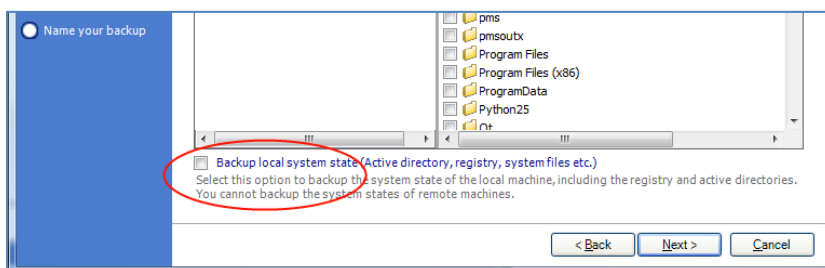 Name your backup
pms
pmsoutx
Program Files
Program Files (x86)
ProgramData
Python25
Qt
Backup local system state (Active directory, registry, system files etc.)
Select this option to backup the system state of the local machine, including the registry and active directories.
You cannot backup the system states of remote machines.
< Back Next > Cancel